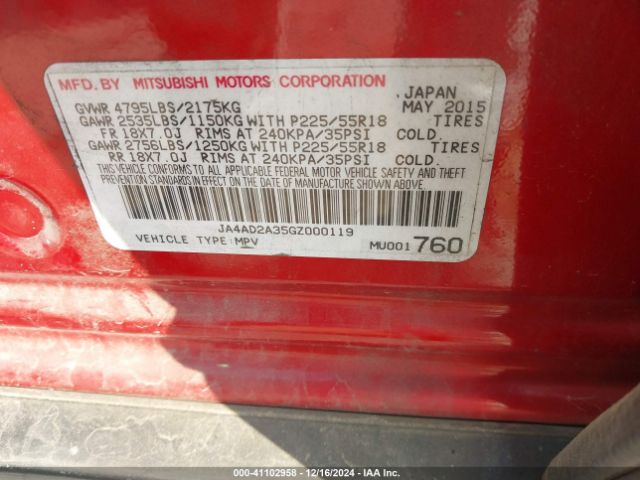 MFD. BY MITSUBISHI MOTORS CORPORATION JAPAN
GVWR 4795LBS/2175KG MAY 2015
GAWR 2535LBS/1150KG WITH P225/55R18 TIRES
FR 18X7.0J RIMS AT 240KPA/35PSI COLD.
GAWR 2756LBS/1250KG WITH P225/55R18 TIRES
RR 18X7.0J RIMS AT 240KPA/35PSI COLD.
THIS VEHICLE CONFORMS TO ALL APPLICABLE FEDERAL MOTOR VEHICLE SAFETY AND THEFT
PREVENTION STANDARDS IN EFFECT ON THE DATE OF MANUFACTURE SHOWN ABOVE.
JA4AD2A35GZ000119
VEHICLE TYPE: MPV MU001760
000-41102958 - 12/16/2024 - IAA Inc.